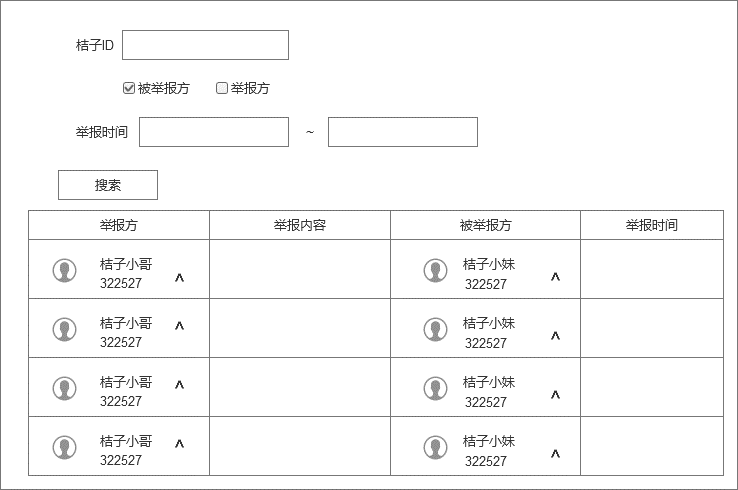 桔子ID
被举报方 举报方
举报时间 ~
搜索
举报方 举报内容 被举报方 举报时间
桔子小哥 桔子小妹
322527 ^ 322527 ^
桔子小哥 ^ 桔子小妹
322527 322527 ^
桔子小哥 ^ 桔子小妹
322527 322527 ^
桔子小哥 ^ 桔子小妹
322527 322527 ^